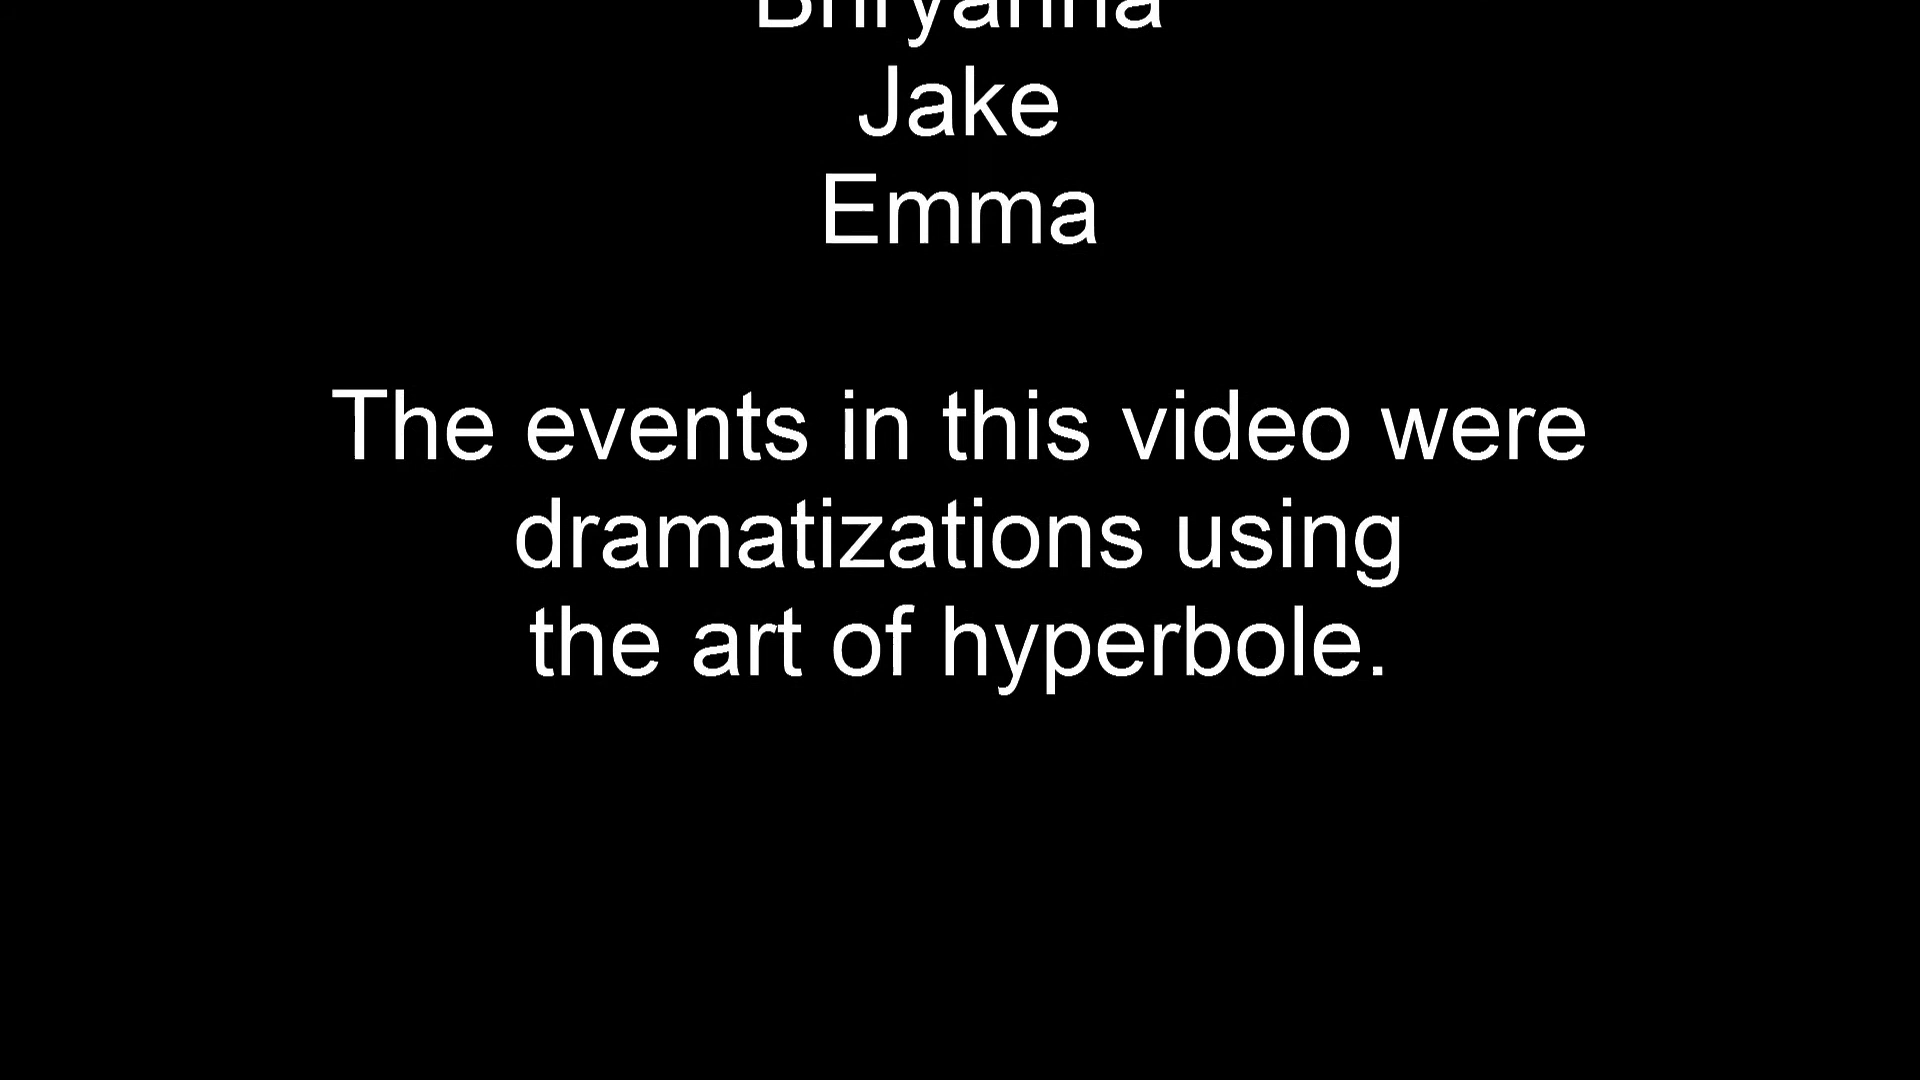 Jake
Emma
The events in this video were
dramatizations using
the art of hyperbole.